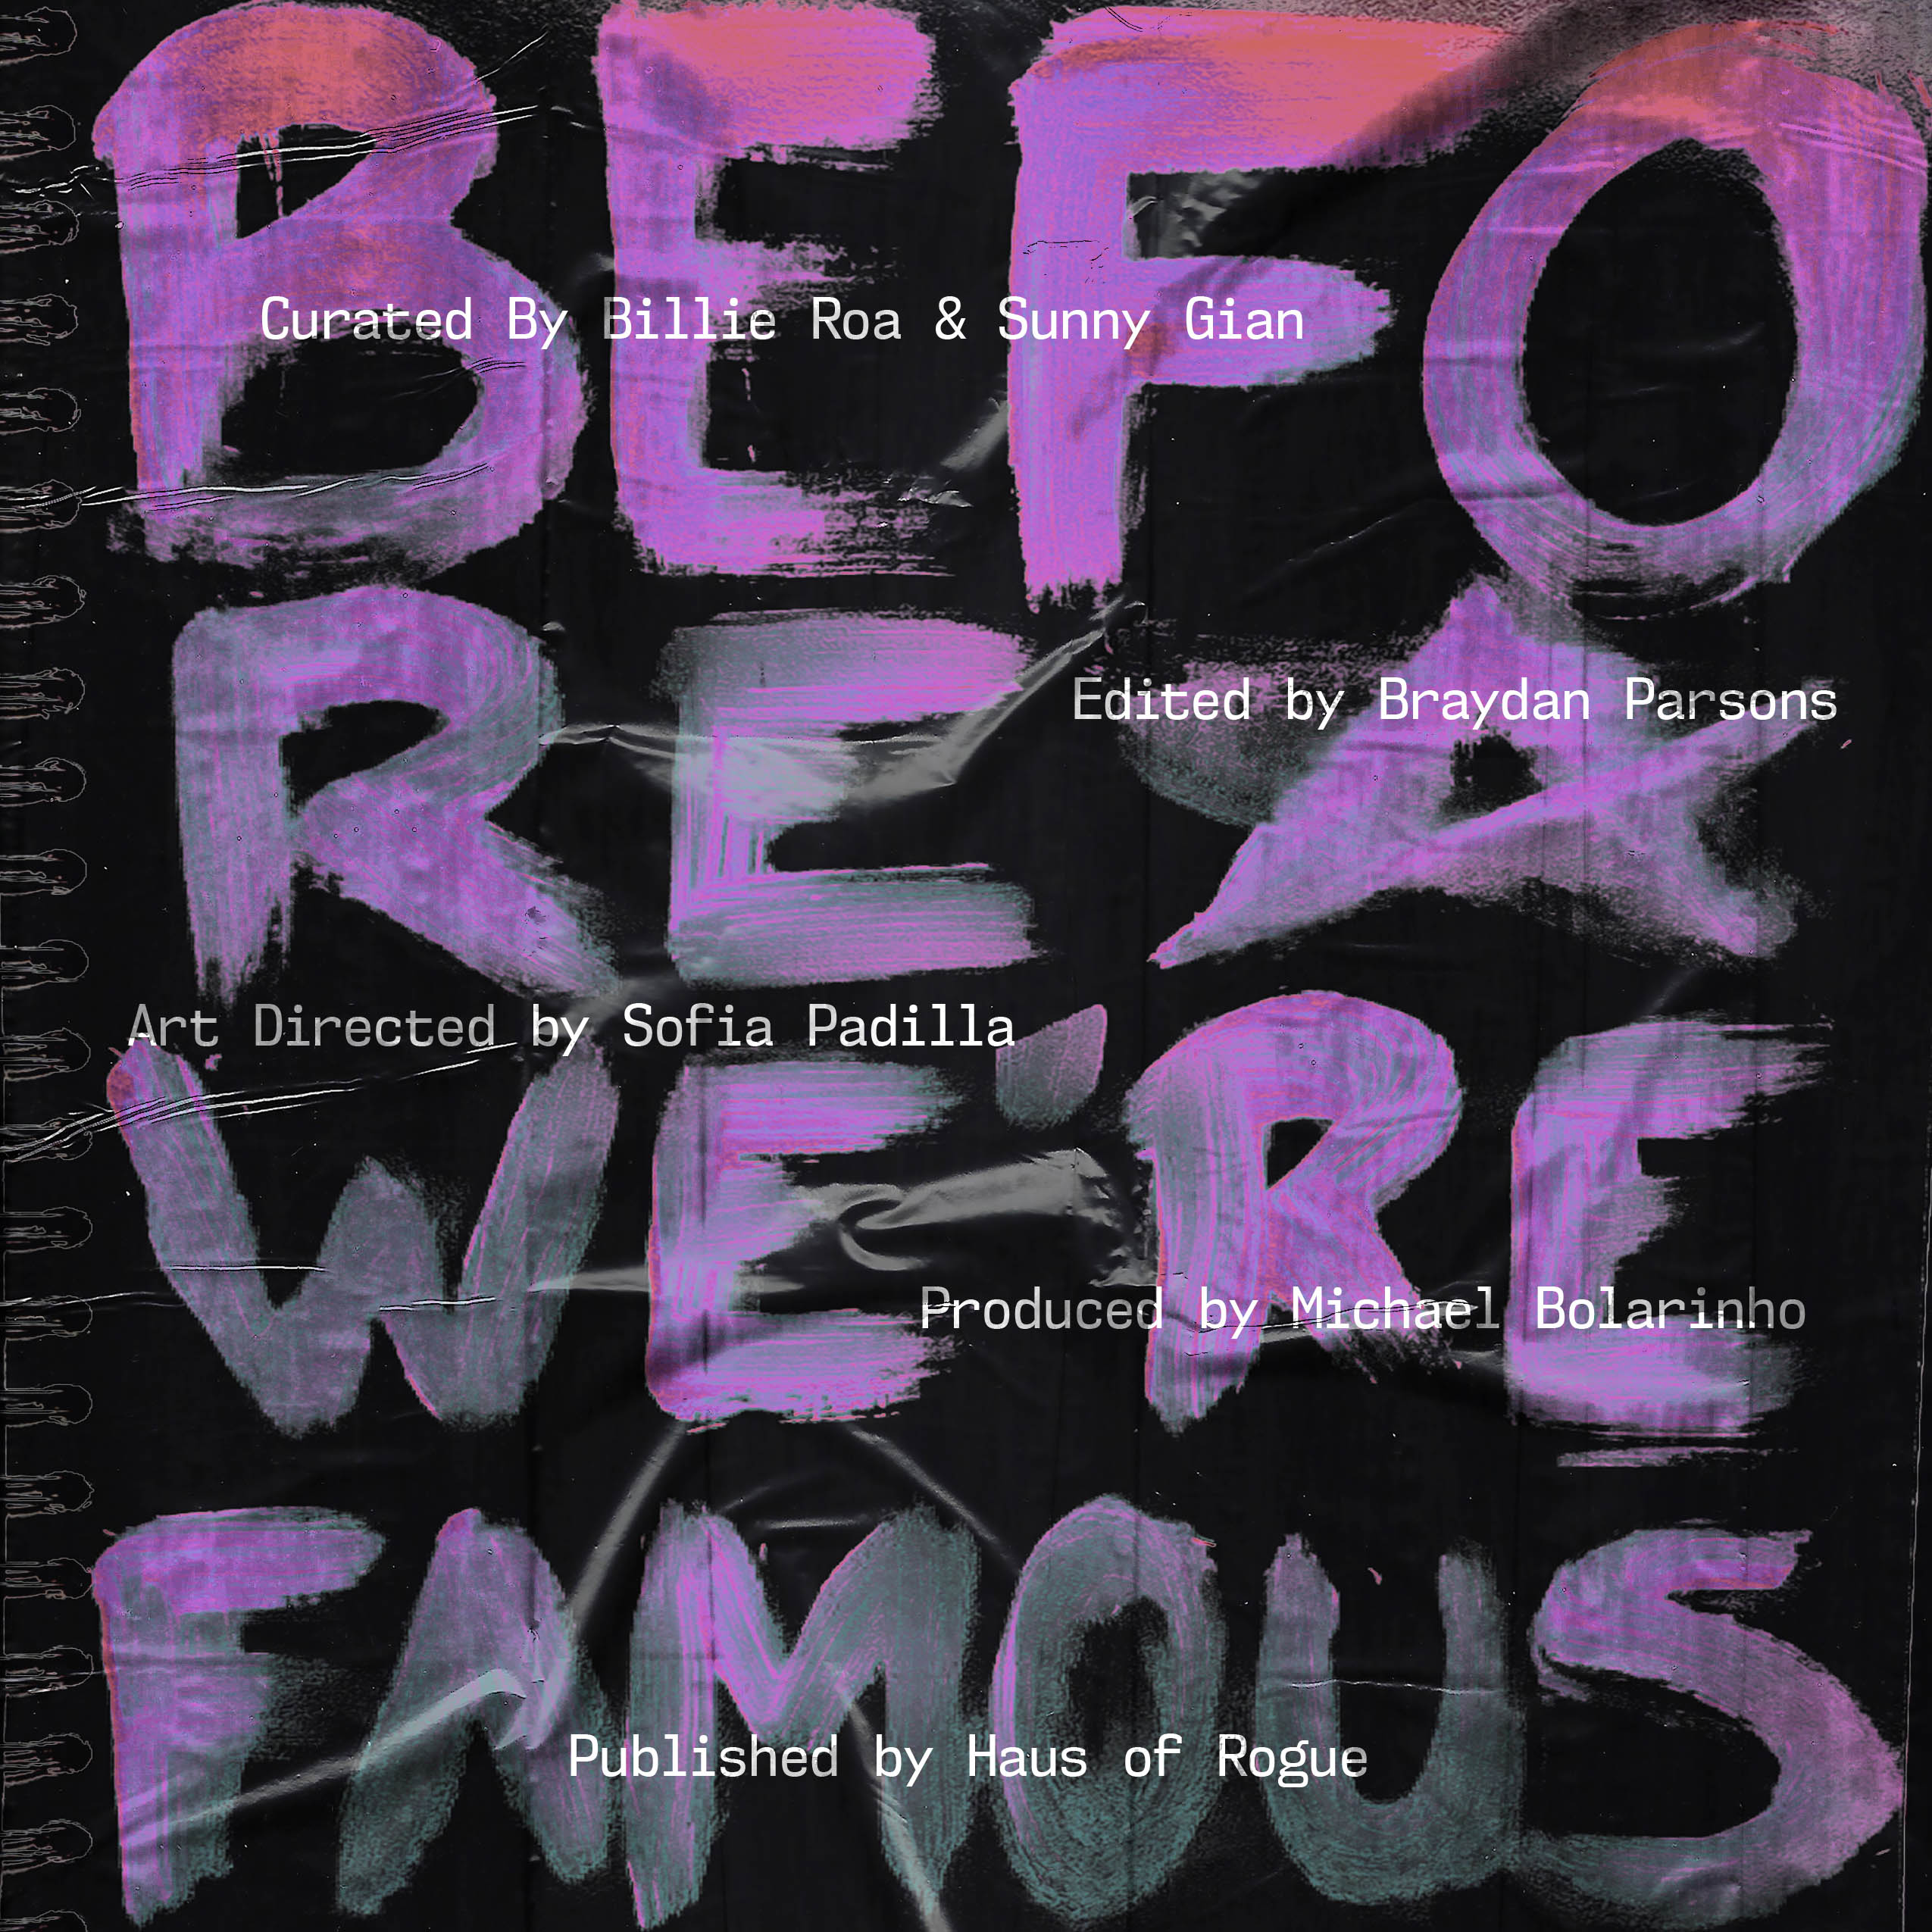 BEFO
Curated By Billie Roa & Sunny Gian
RE
Edited by Braydan Parsons
Art Directed by Sofia Padilla
WE'RE
Produced by Michael Bolarinho
FAMOUS
Published by Haus of Rogue